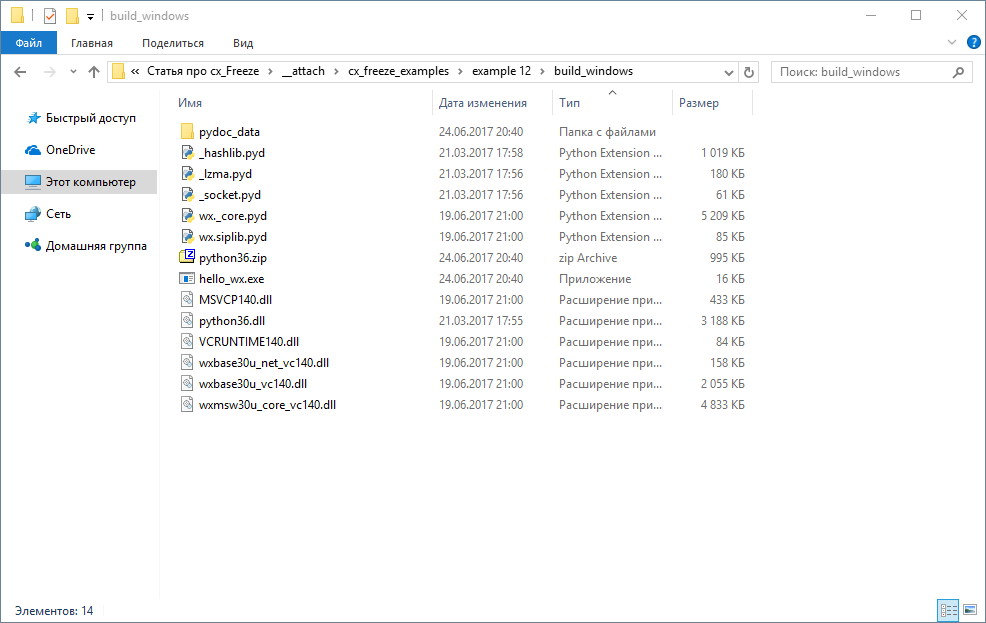 build_windows
Файл Главная Поделиться Вид
« Статья про cx_Freeze > __attach > cx_freeze_examples > example 12 > build_windows
Поиск: build_windows
Быстрый доступ
OneDrive
Этот компьютер
Сеть
Домашняя группа
Имя Дата изменения Тип Размер
pydoc_data 24.06.2017 20:40 Папка с файлами
_hashlib.pyd 21.03.2017 17:58 Python Extension ... 1 019 КБ
_lzma.pyd 21.03.2017 17:56 Python Extension ... 180 КБ
_socket.pyd 21.03.2017 17:56 Python Extension ... 61 КБ
wx._core.pyd 19.06.2017 21:00 Python Extension ... 5 209 КБ
wx.siplib.pyd 19.06.2017 21:00 Python Extension ... 85 КБ
python36.zip 24.06.2017 20:40 zip Archive 995 КБ
hello_wx.exe 24.06.2017 20:40 Приложение 16 КБ
MSVCP140.dll 19.06.2017 21:00 Расширение при... 433 КБ
python36.dll 21.03.2017 17:55 Расширение при... 3 188 КБ
VCRUNTIME140.dll 19.06.2017 21:00 Расширение при... 84 КБ
wxbase30u_net_vc140.dll 19.06.2017 21:00 Расширение при... 158 КБ
wxbase30u_vc140.dll 19.06.2017 21:00 Расширение при... 2 055 КБ
wxmsw30u_core_vc140.dll 19.06.2017 21:00 Расширение при... 4 833 КБ
Элементов: 14